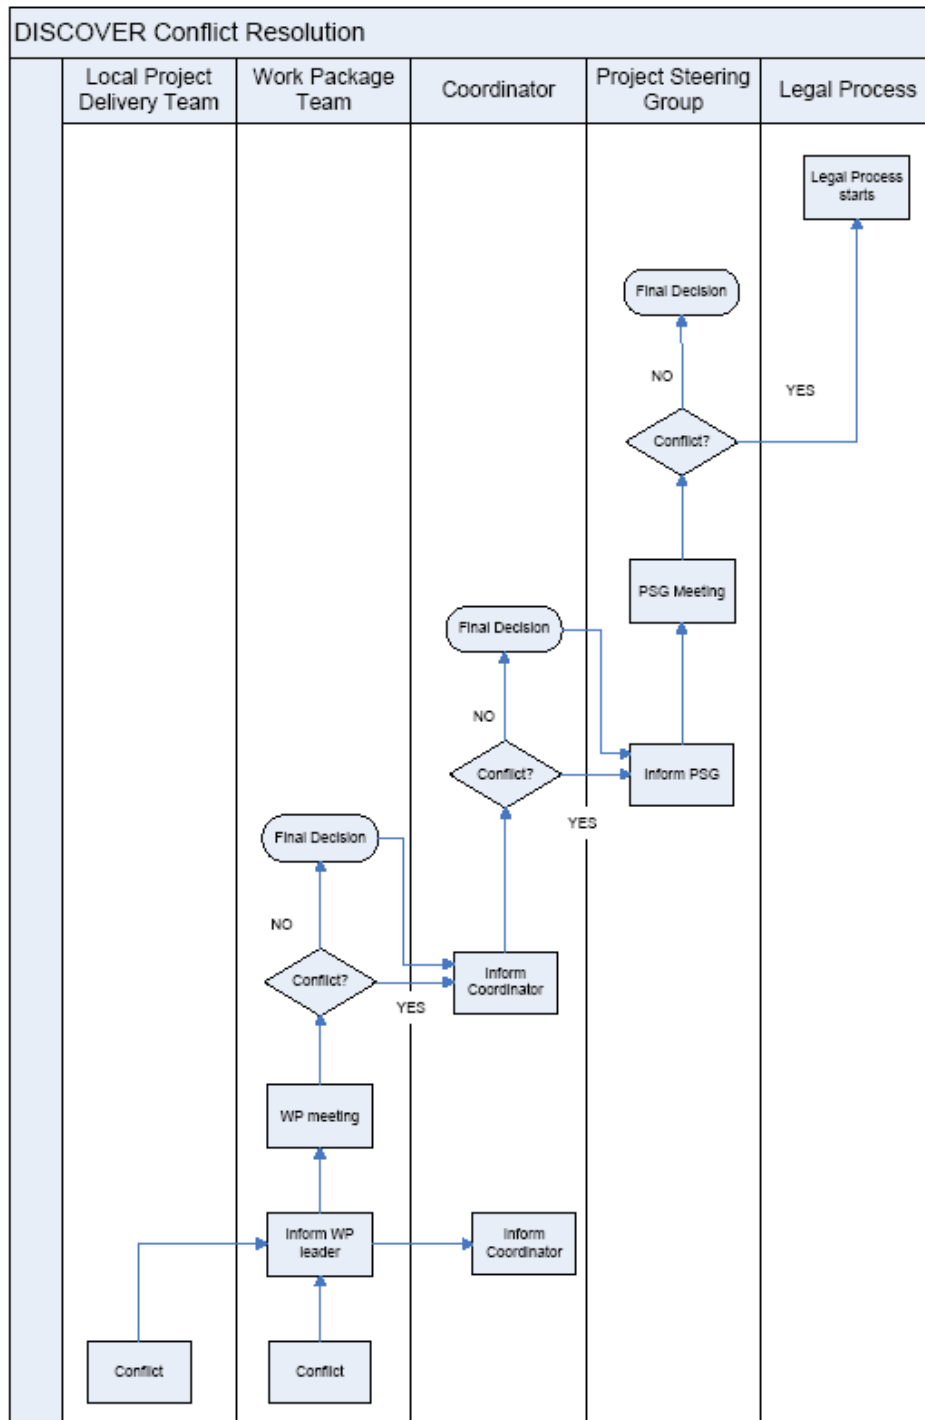 DISCOVER Conflict Resolution
Local Project
Delivery Team
Work Package
Team
Coordinator
Project Steering
Group
Legal Process
Legal Process
starts
Final Decision
NO
YES
Conflict?
PSG Meeting
Final Decision
NO
Conflict?
Inform PSG
YES
Final Decision
NO
Conflict?
Inform
Coordinator
YES
WP meeting
Inform WP
leader
Inform
Coordinator
Conflict
Conflict